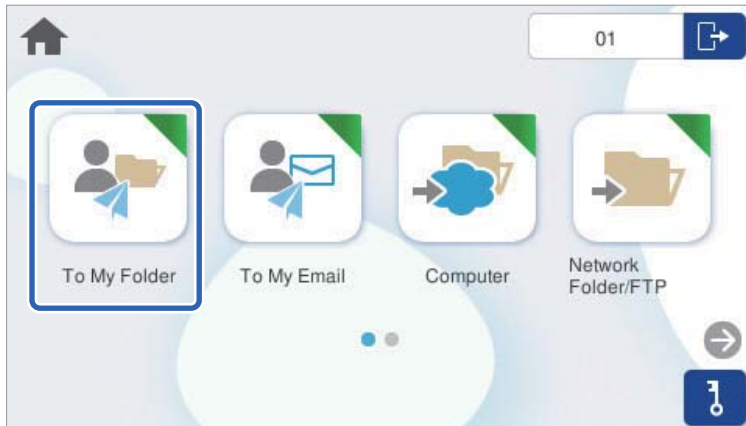 01
To My Folder
To My Email
Computer
Network
Folder/FTP